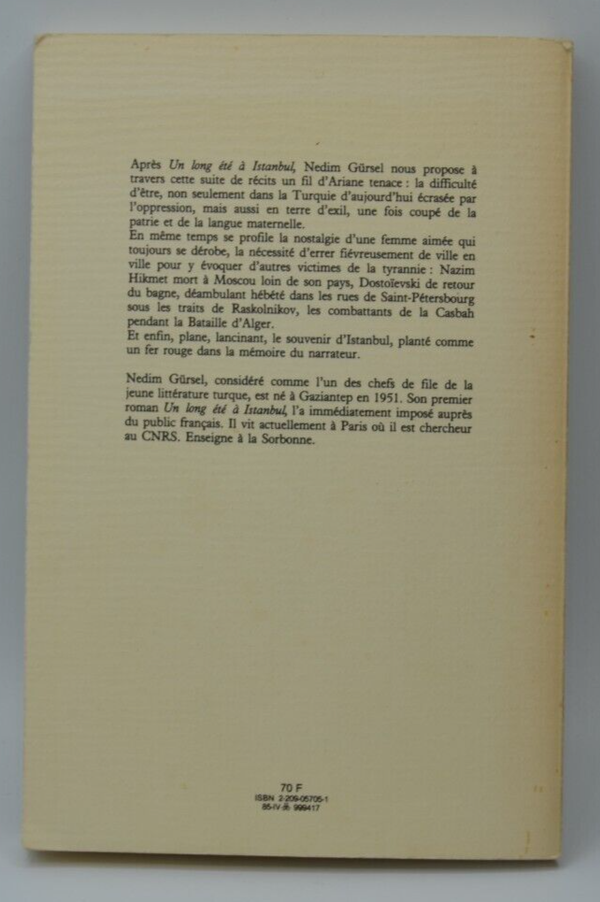 Après Un long été à Istanbul, Nedim Gürsel nous propose à
travers cette suite de récits un fil d'Ariane tenace : la difficulté
d'être, non seulement dans la Turquie d'aujourd'hui écrasée par
l'oppression, mais aussi en terre d'exil, une fois coupé de la
patrie et de la langue maternelle.
En même temps se profile la nostalgie d'une femme aimée qui
toujours se dérobe, la nécessité d'errer fiévreusement de ville en
ville pour y évoquer d'autres victimes de la tyrannie : Nazim
Hikmet mort à Moscou loin de son pays, Dostoïevski de retour
du bagne, déambulant hébété dans les rues de Saint-Pétersbourg
sous les traits de Raskolnikov, les combattants de la Casbah
pendant la Bataille d'Alger.
Et enfin, plane, lancinant, le souvenir d'Istanbul, planté comme
un fer rouge dans la mémoire du narrateur.
Nedim Gürsel, considéré comme l'un des chefs de file de la
jeune littérature turque, est né à Gaziantep en 1951. Son premier
roman Un long été à Istanbul, l'a immédiatement imposé auprès
du public français. Il vit actuellement à Paris où il est chercheur
au CNRS. Enseigne à la Sorbonne.
70 F
ISBN 2-209-05705-1
85-IV 999417